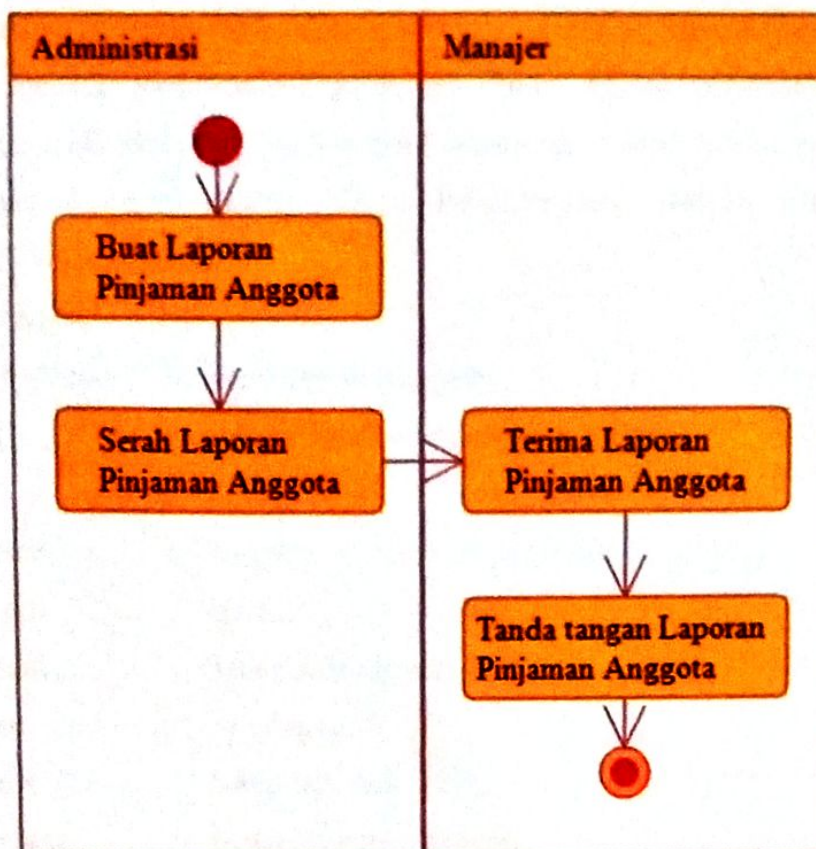 Administrasi
Manajer
Buat Laporan
Pinjaman Anggota
Serah Laporan
Pinjaman Anggota
Terima Laporan
Pinjaman Anggota
Tanda tangan Laporan
Pinjaman Anggota